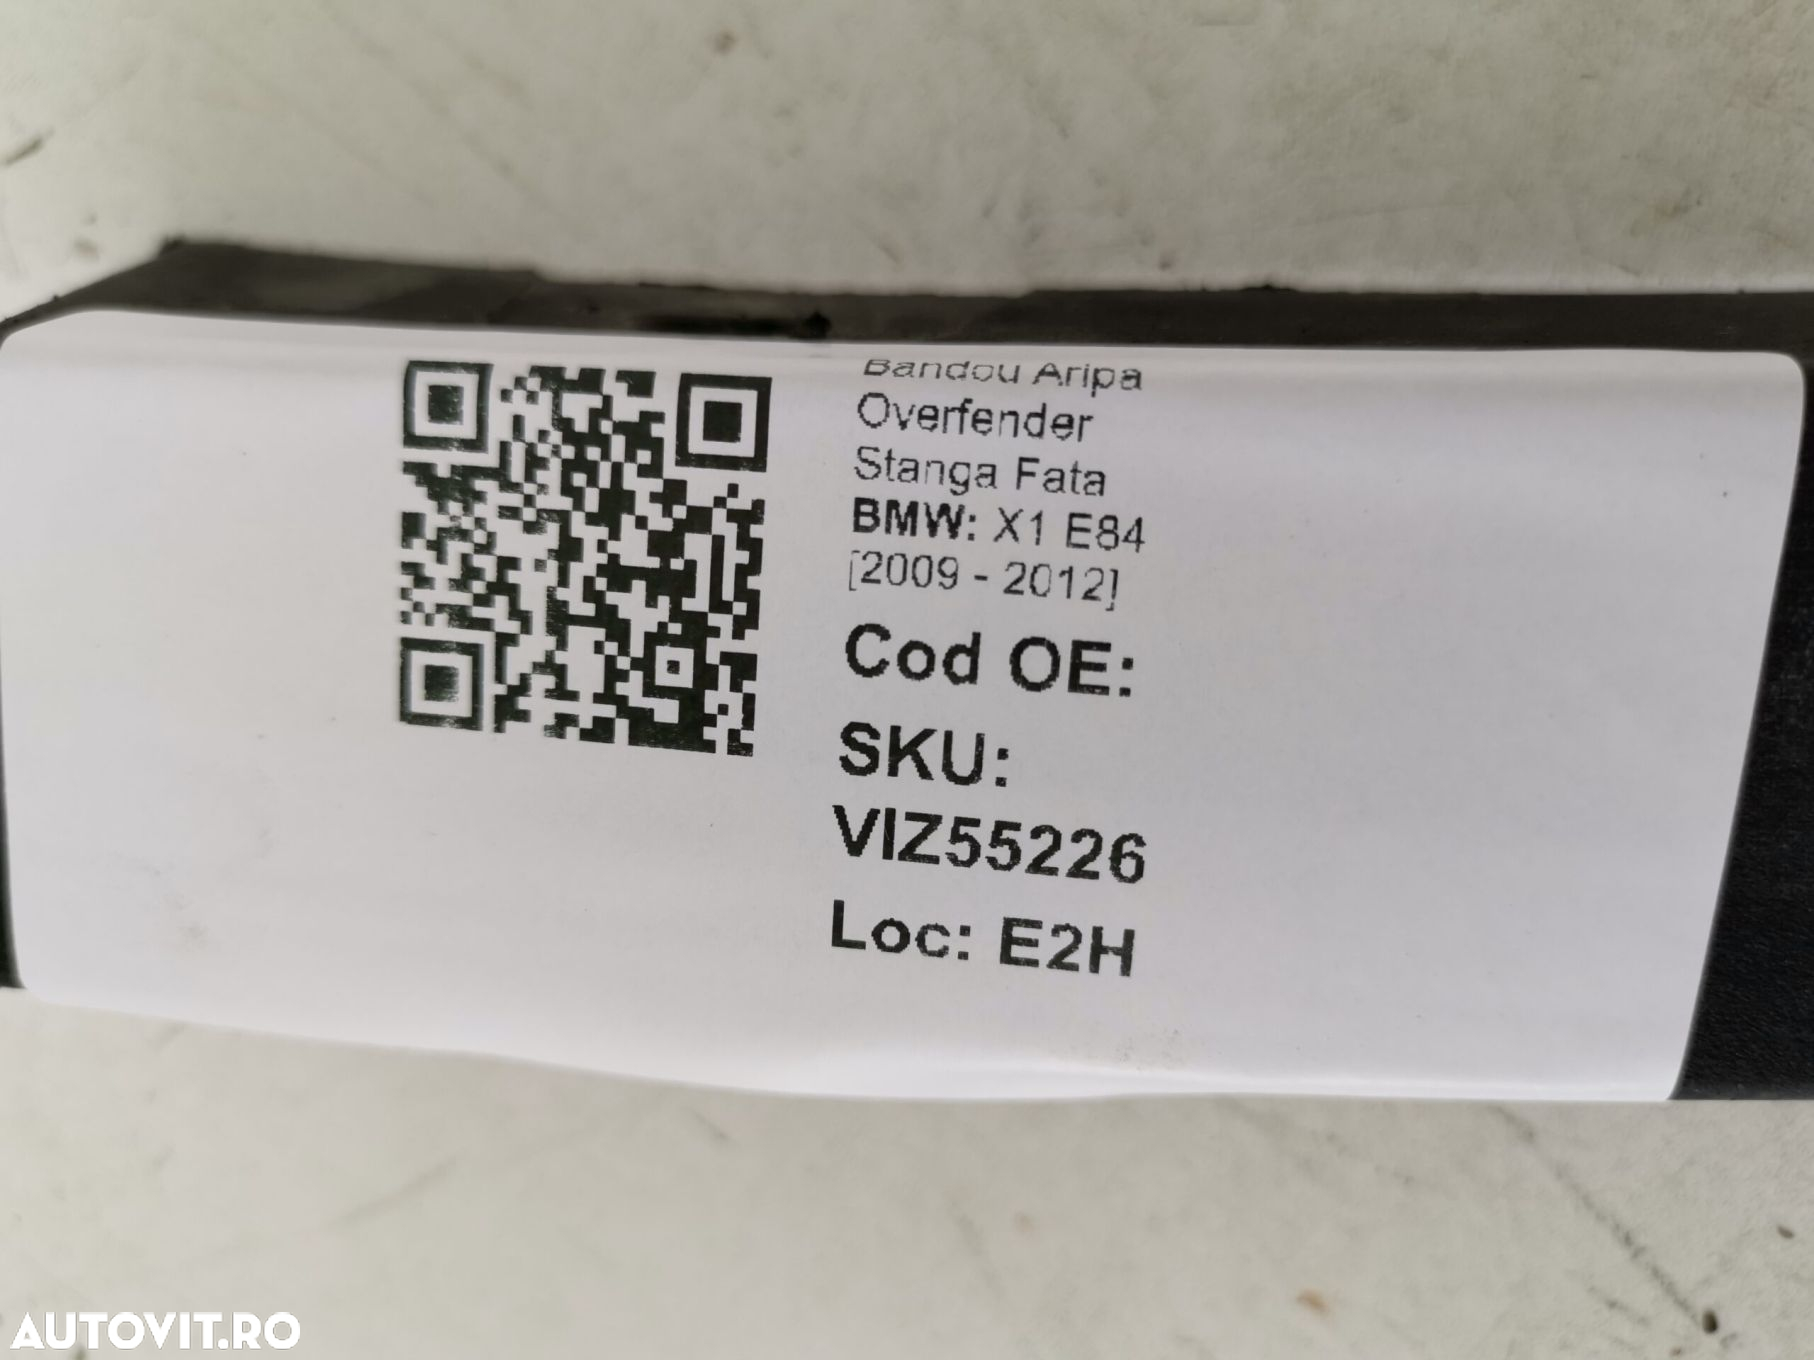 Bandou Aripa
Overfender
Stanga Fata
BMW: X1 E84
[2009 - 2012]
Cod OE:
SKU:
VIZ55226
Loc: E2H
AUTOVIT.RO